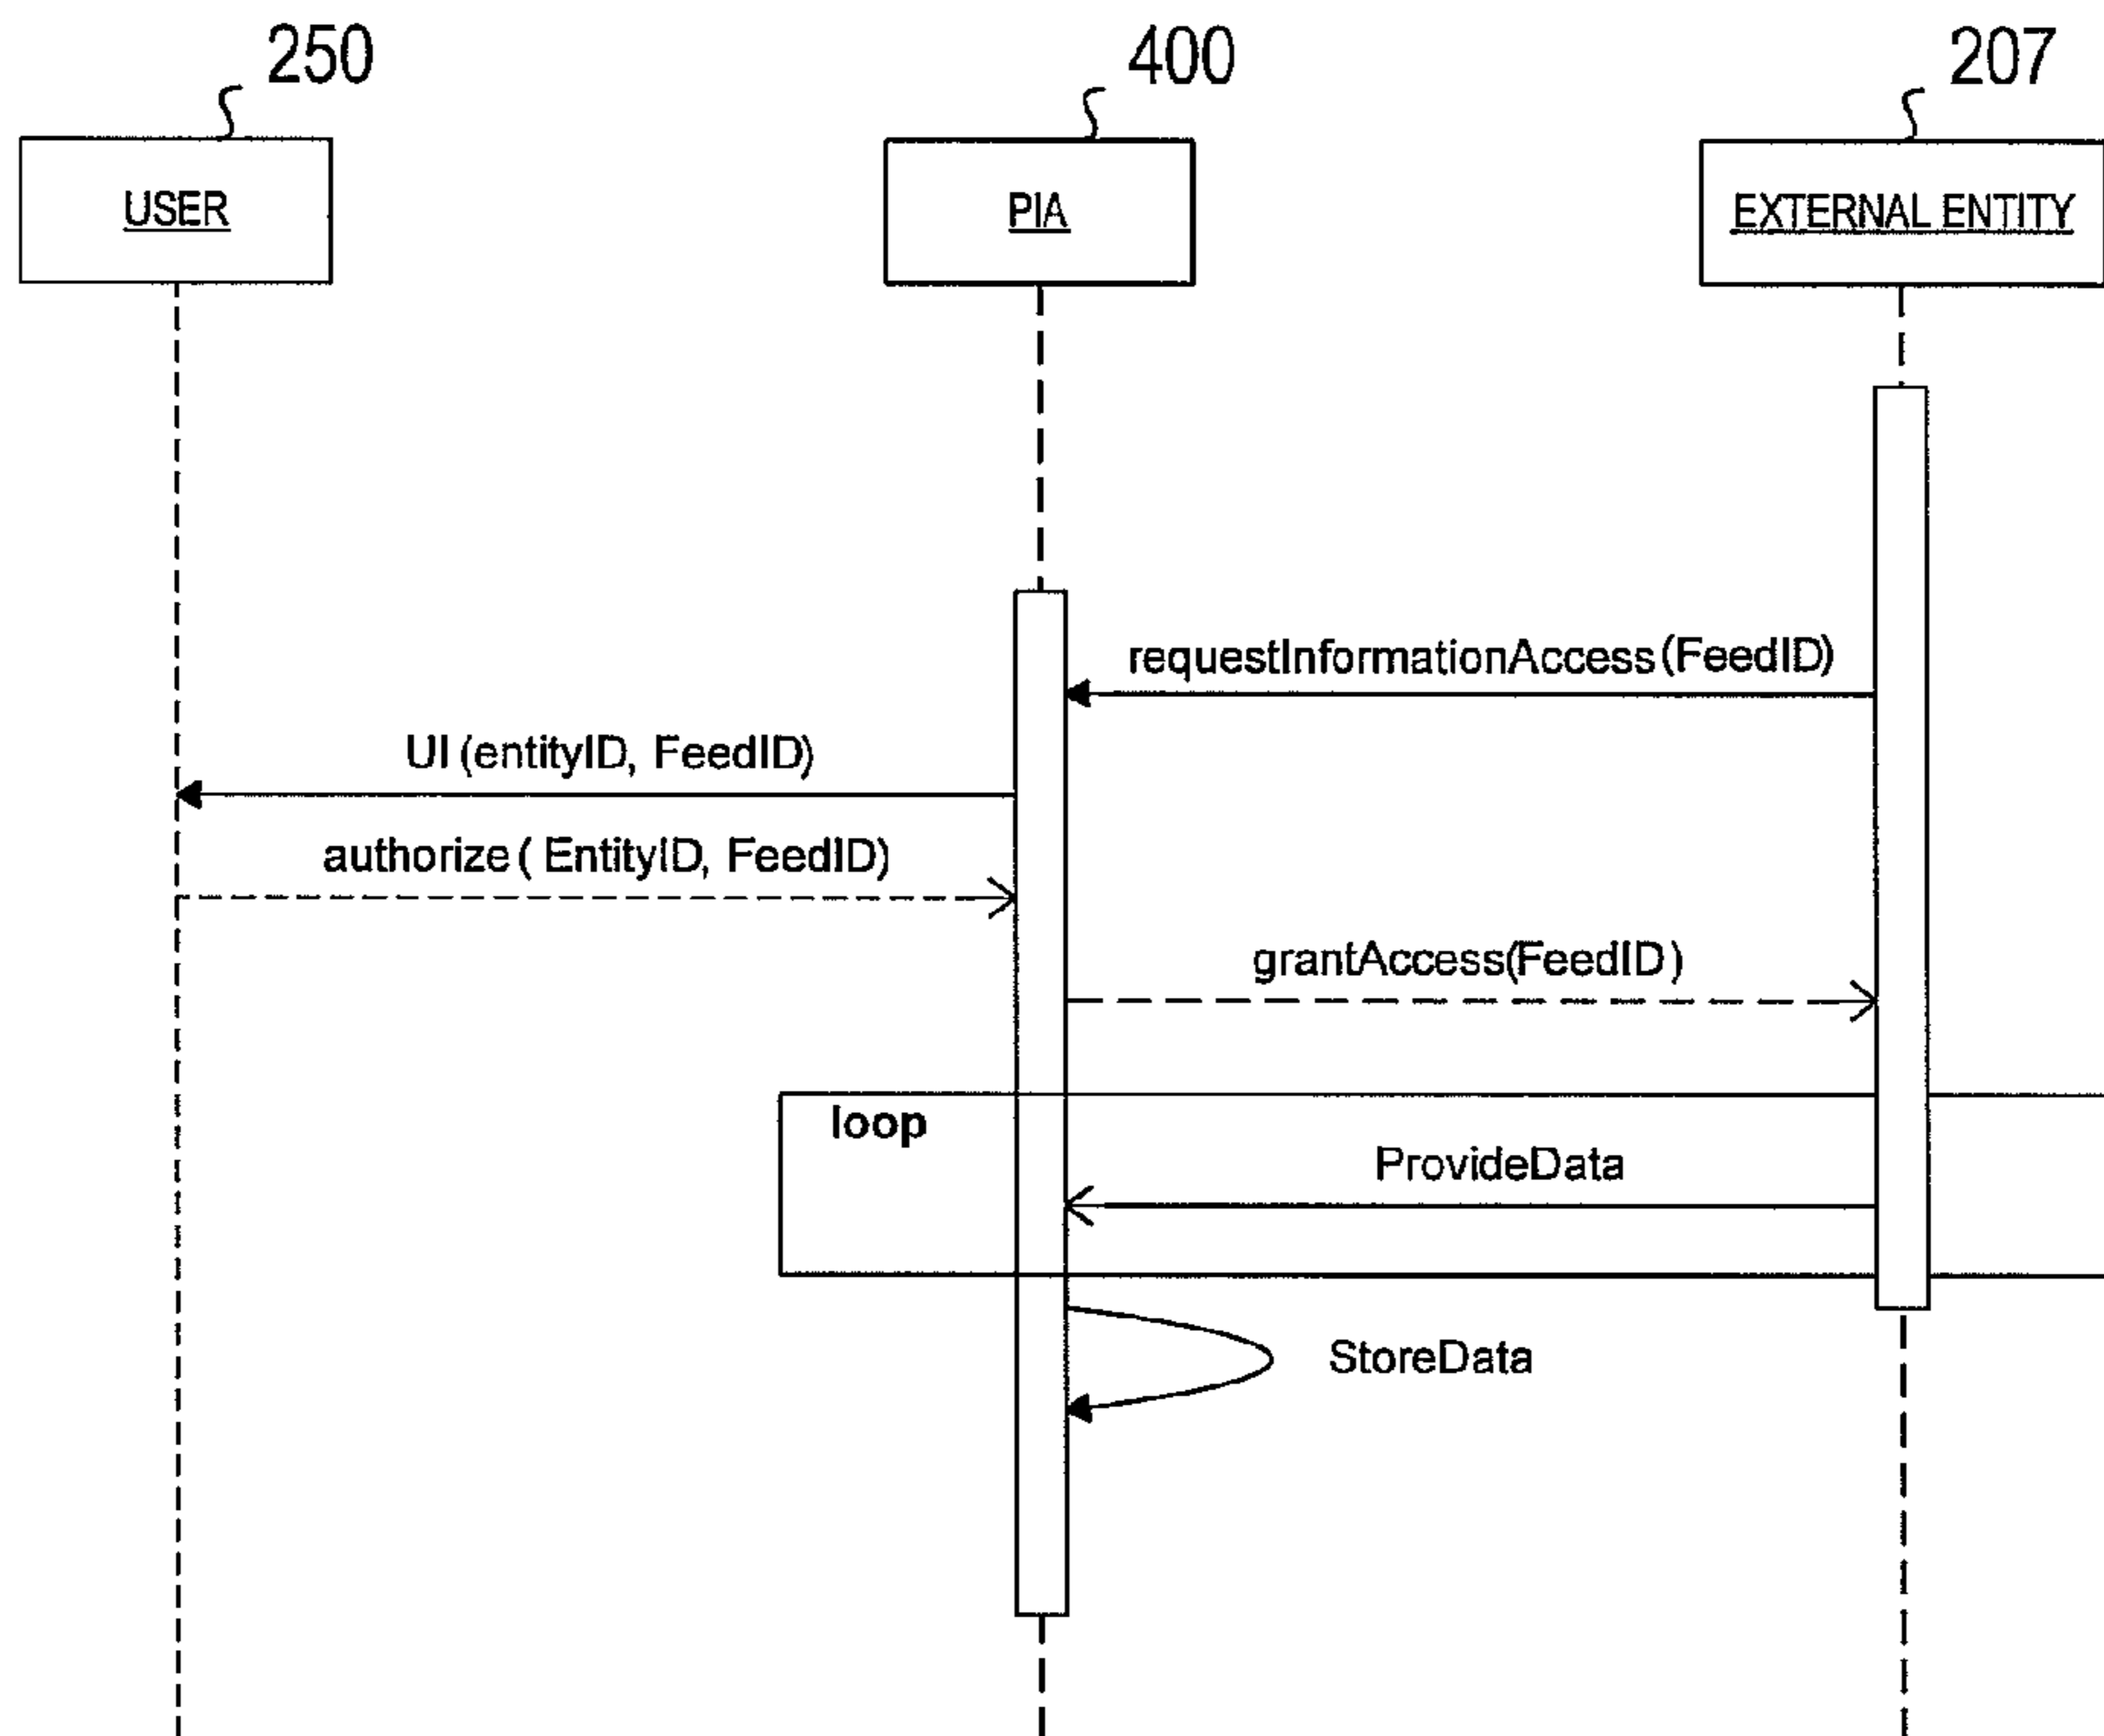 250
400
207
USER
PIA
EXTERNAL ENTITY
requestInformationAccess(FeedID)
UI (entityID, FeedID)
authorize ( EntityID, FeedID)
grantAccess(FeedID)
loop
ProvideData
StoreData